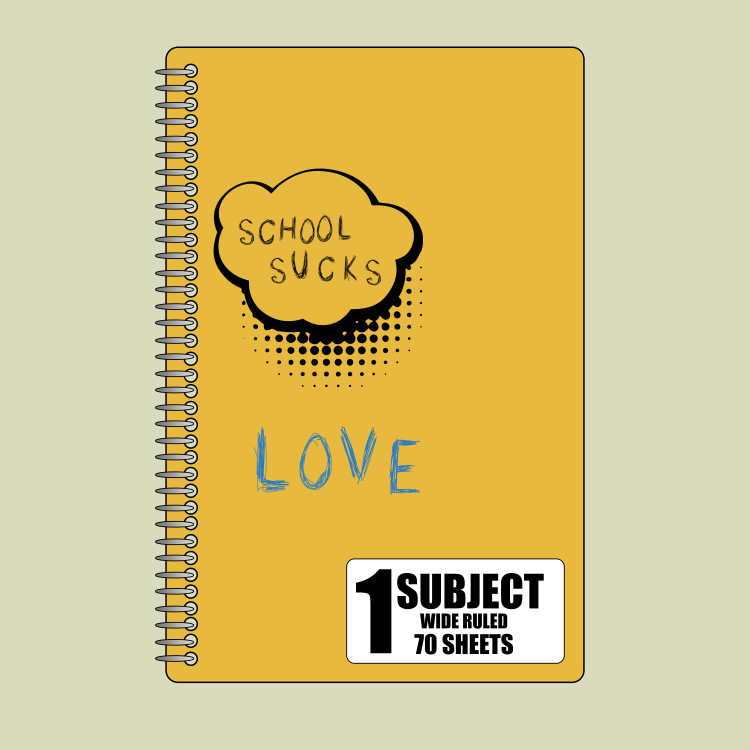 SCHOOL
SUCKS
LOVE
1 SUBJECT
WIDE RULED
70 SHEETS